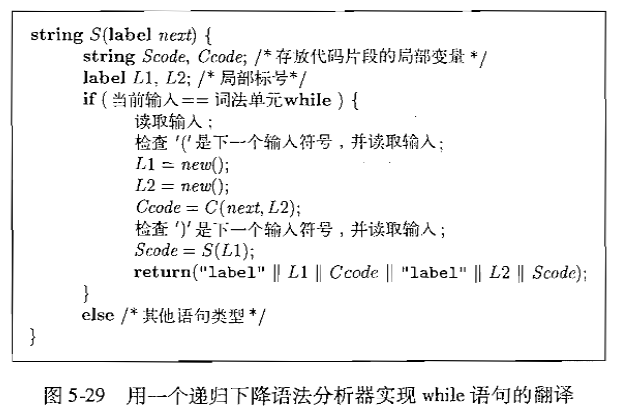 string S(label next) {
string Scode, Ccode; /*存放代码片段的局部变量*/
label L1, L2; /*局部标号*/
if (当前输入==词法单元while) {
读取输入;
检查'('是下一个输入符号,并读取输入;
L1 = new();
L2 = new();
Ccode = C(next, L2);
检查')'是下一个输入符号,并读取输入;
Scode = S(L1);
return("label" ‖ L1 ‖ Ccode ‖ "label" ‖ L2 ‖ Scode);
}
else /*其他语句类型*/
}
图5-29 用一个递归下降语法分析器实现while语句的翻译